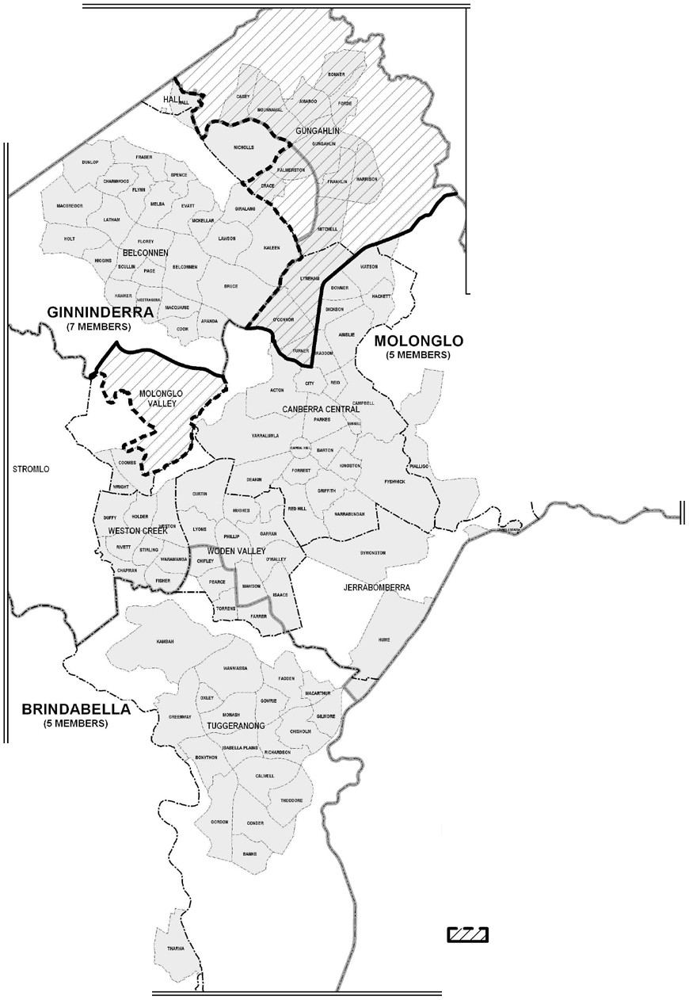 BONNER
CASEY
AMAROO
FORDE
HALL
HALL
NGUNNAWAL
GUNGAHLIN
GUNGAHLIN
NICHOLLS
FRASER
DUNLOP
PALMERSTON
SPENCE
CHARNWOOD
FRANKLIN
HARRISON
CRACE
FLYNN
MACGREGOR
MELBA
EVATT
GIRALANG
LATHAM
MCKELLAR
MITCHELL
HOLT
FLOREY
LAWSON
KALEEN
BELCONNEN
HIGGINS
SCULLIN
BELCONNEN
WATSON
PAGE
LYNEHAM
BRUCE
DOWNER
HAWKER
WEETANGERA
HACKETT
MACQUARIE
DICKSON
GINNINDERRA
(7 MEMBERS)
O'CONNOR
ARANDA
COOK
AINSLIE
MOLONGLO
(5 MEMBERS)
TURNER
BRADDON
CITY
REID
ACTON
MOLONGLO
VALLEY
CAMPBELL
CANBERRA CENTRAL
PARKES
RUSSELL
YARRALUMLA
CAPITAL HILL
BARTON
COOMBS
KINGSTON
PIALLIGO
STROMLO
FORREST
DEAKIN
FYSHWICK
WRIGHT
CURTIN
GRIFFITH
RED HILL
HUGHES
NARRABUNDAH
DUFFY
HOLDER
WESTON
WESTON CREEK
LYONS
GARRAN
PHILLIP
RIVETT
STIRLING
WODEN VALLEY
SYMONSTON
WARAMANGA
CHIFLEY
O'MALLEY
CHAPMAN
FISHER
PEARCE
MAWSON
JERRABOMBERRA
ISAACS
TORRENS
FARRER
KAMBAH
HUME
WANNIASSA
FADDEN
MACARTHUR
OXLEY
GOWRIE
BRINDABELLA
(5 MEMBERS)
GREENWAY
MONASH
GILMORE
TUGGERANONG
CHISHOLM
ISABELLA PLAINS
RICHARDSON
BONYTHON
CALWELL
THEODORE
GORDON
CONDER
BANKS
THARWA